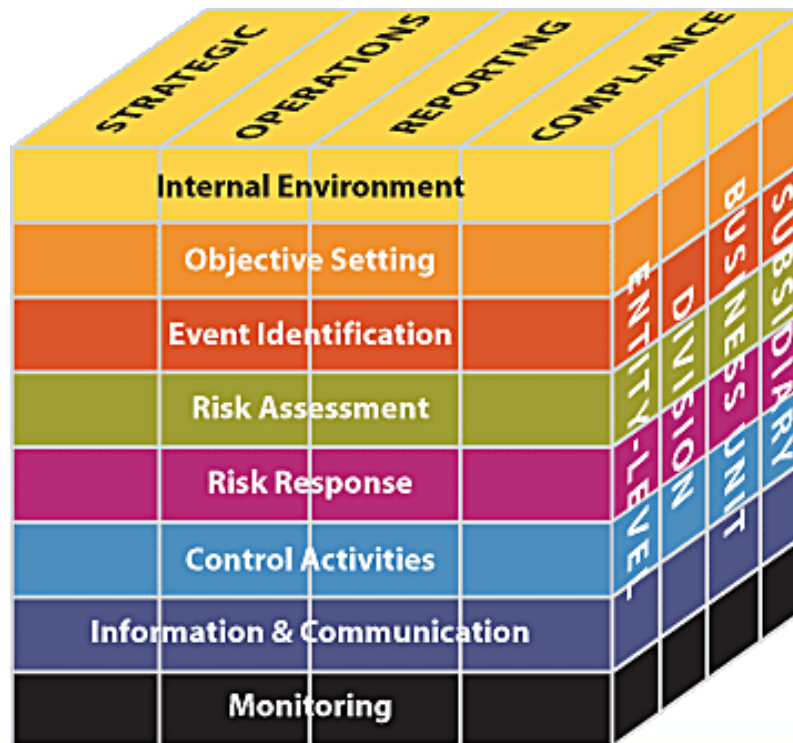 STRATEGIC
OPERATIONS
REPORTING
COMPLIANCE
Internal Environment
Objective Setting
Event Identification
Risk Assessment
Risk Response
Control Activities
Information & Communication
Monitoring
ENTITY-LEVEL
DIVISION
BUSINESS UNIT
SUBSIDIARY